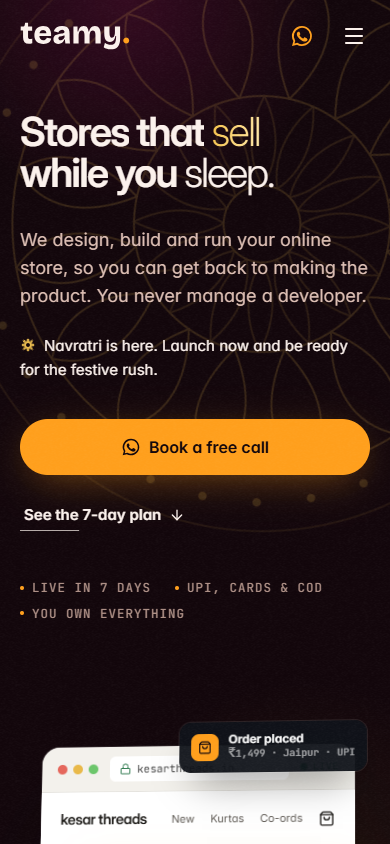 teamy.
Stores that sell
while you sleep.
We design, build and run your online
store, so you can get back to making the
product. You never manage a developer.
Navratri is here. Launch now and be ready
for the festive rush.
Book a free call
See the 7-day plan ↓
LIVE IN 7 DAYS
UPI, CARDS & COD
YOU OWN EVERYTHING
Order placed
₹1,499 · Jaipur · UPI
kesar threads
New
Kurtas
Co-ords